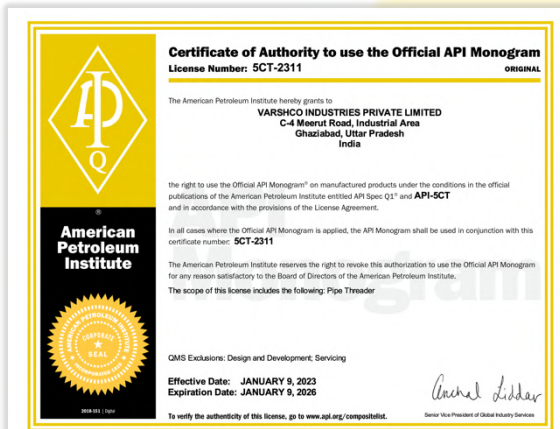 Certificate of Authority to use the Official API Monogram
License Number: 5CT-2311
ORIGINAL
The American Petroleum Institute hereby grants to
VARSHCO INDUSTRIES PRIVATE LIMITED
C-4 Meerut Road, Industrial Area
Ghaziabad, Uttar Pradesh
India
the right to use the Official API Monogram® on manufactured products under the conditions in the official
publications of the American Petroleum Institute entitled API Spec Q1® and API-5CT
and in accordance with the provisions of the License Agreement.
In all cases where the Official API Monogram is applied, the API Monogram shall be used in conjunction with this
certificate number: 5CT-2311
The American Petroleum Institute reserves the right to revoke this authorization to use the Official API Monogram
for any reason satisfactory to the Board of Directors of the American Petroleum Institute.
The scope of this license includes the following: Pipe Threader
QMS Exclusions: Design and Development; Servicing
Effective Date: JANUARY 9, 2023
Expiration Date: JANUARY 9, 2026
To verify the authenticity of this license, go to www.api.org/compositelist.
Senior Vice President of Global Industry Services
API
Q
®
American
Petroleum
Institute
AMERICAN PETROLEUM INSTITUTE
CORPORATE
SEAL
2018-151 | Digital
API
Monogram